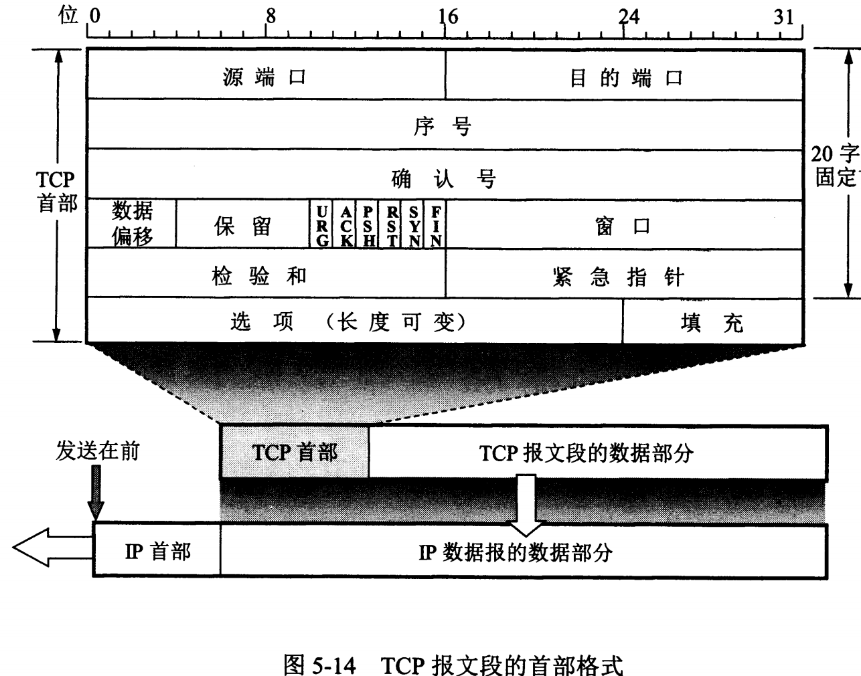 位 0 8 16 24 31
源端口 目的端口
序号
TCP
首部
确认号
20 字
固定
数据
偏移
保留
URG
ACK
PSH
RST
SYN
FIN
窗口
检验和 紧急指针
选项 (长度可变) 填充
发送在前
TCP 首部 TCP 报文段的数据部分
IP 首部 IP 数据报的数据部分
图 5-14 TCP 报文段的首部格式